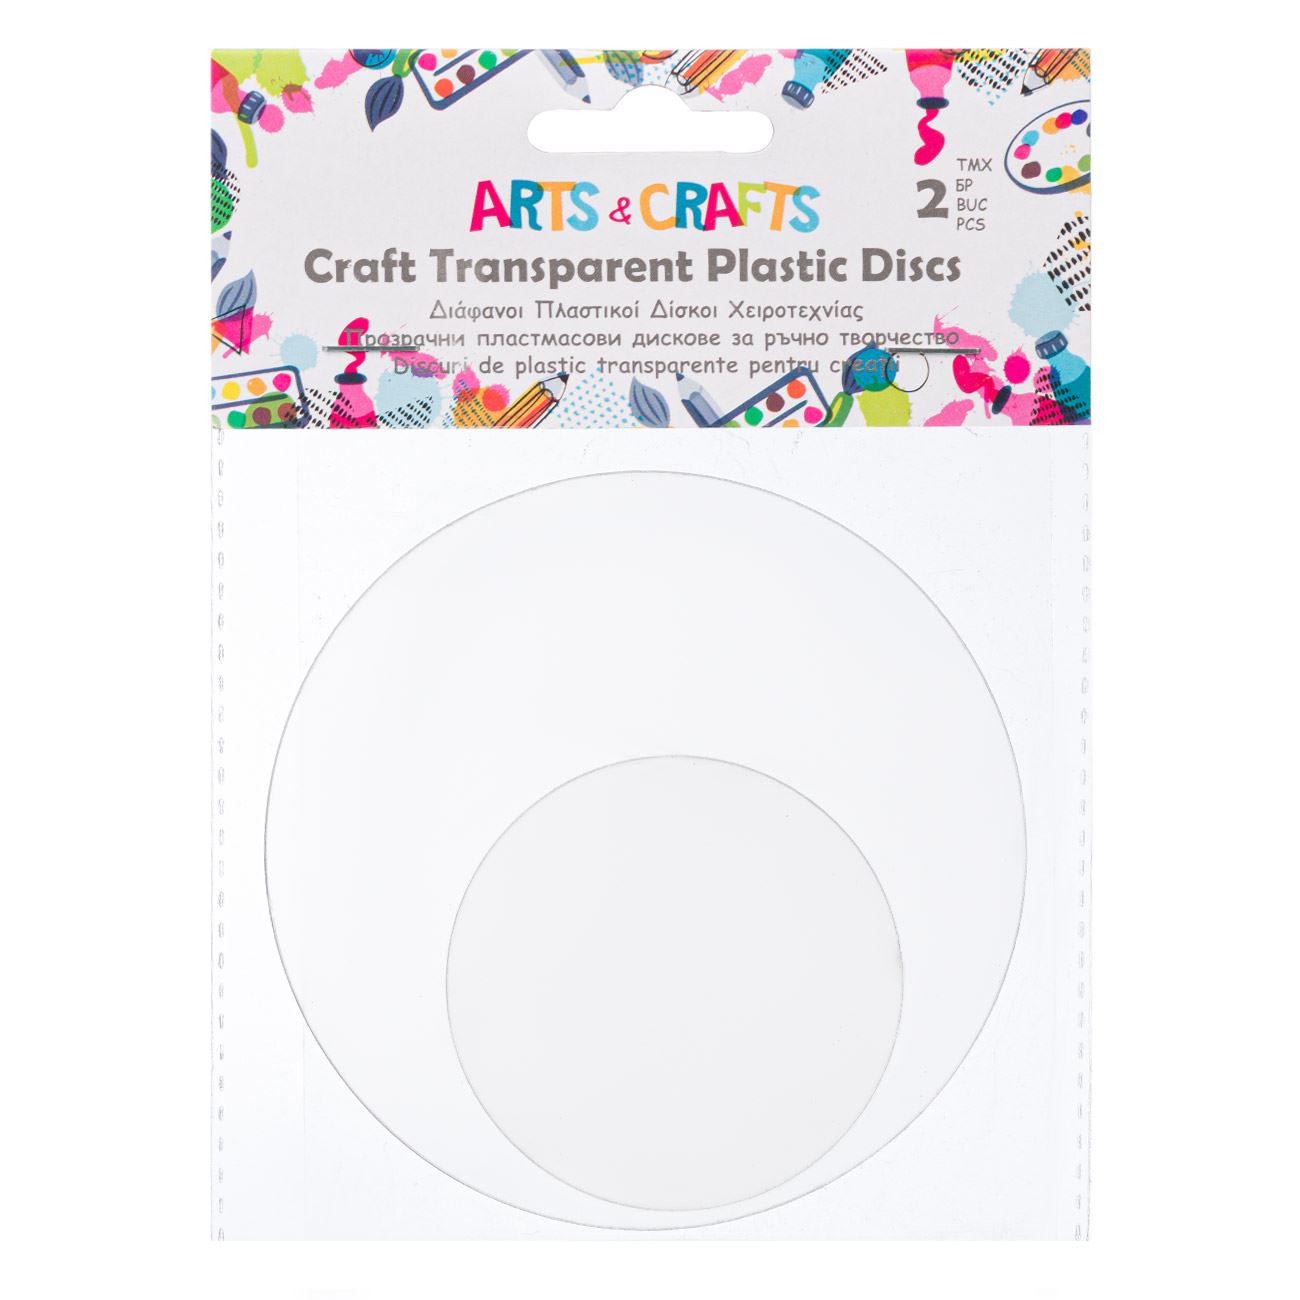 ARTS & CRAFTS
2 ΤΜΧ
БР
BUC
PCS
Craft Transparent Plastic Discs
Διάφανοι Πλαστικοί Δίσκοι Χειροτεχνίας
Прозрачни пластмасови дискове за ръчно творчество
Discuri de plastic transparente pentru creații